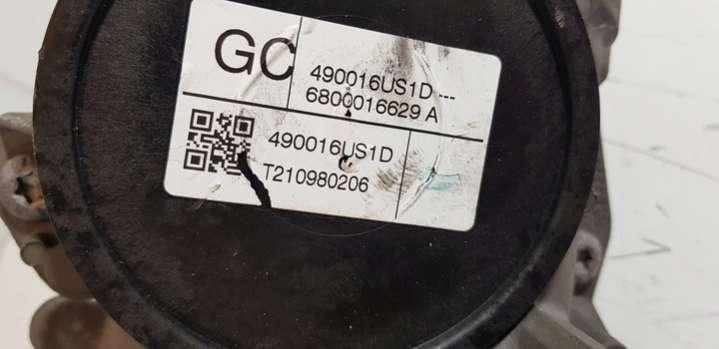 GC
490016US1D ---
6800016629 A
490016US1D
T210980206